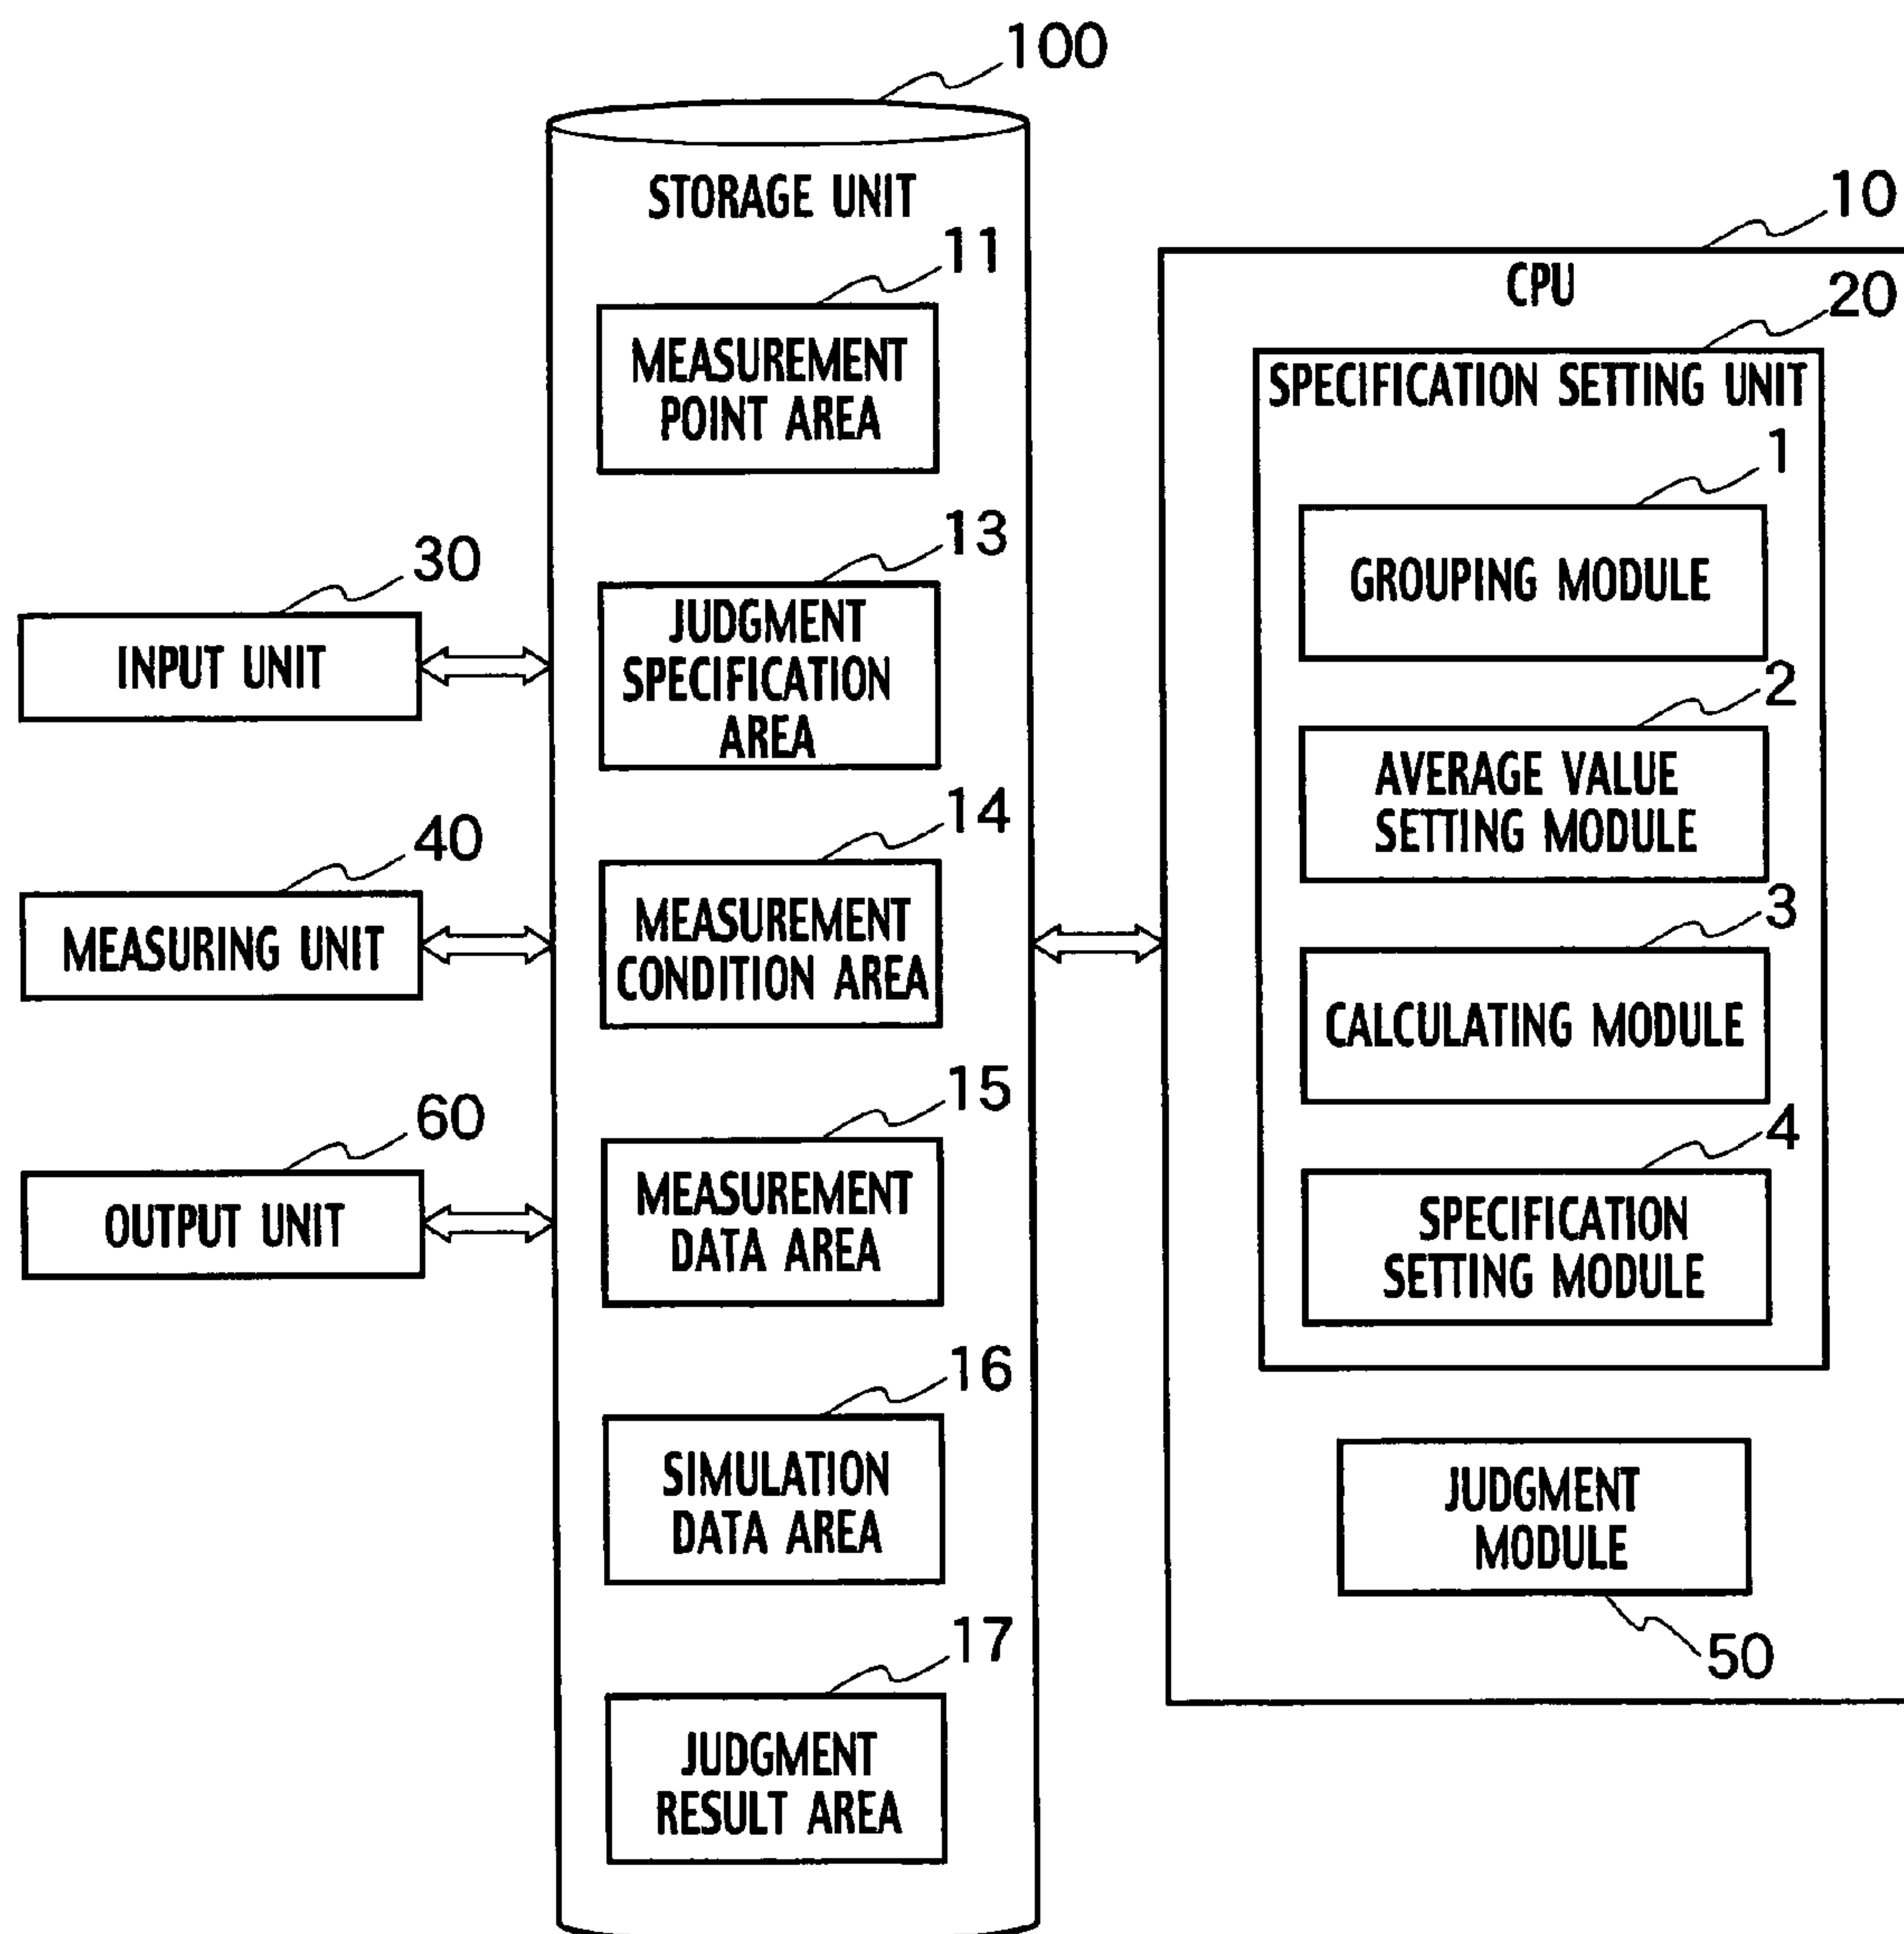 100
STORAGE UNIT
11
MEASUREMENT
POINT AREA
13
JUDGMENT
SPECIFICATION
AREA
14
MEASUREMENT
CONDITION AREA
15
MEASUREMENT
DATA AREA
16
SIMULATION
DATA AREA
17
JUDGMENT
RESULT AREA
30
INPUT UNIT
40
MEASURING UNIT
60
OUTPUT UNIT
10
CPU
20
SPECIFICATION SETTING UNIT
1
GROUPING MODULE
2
AVERAGE VALUE
SETTING MODULE
3
CALCULATING MODULE
4
SPECIFICATION
SETTING MODULE
JUDGMENT
MODULE
50